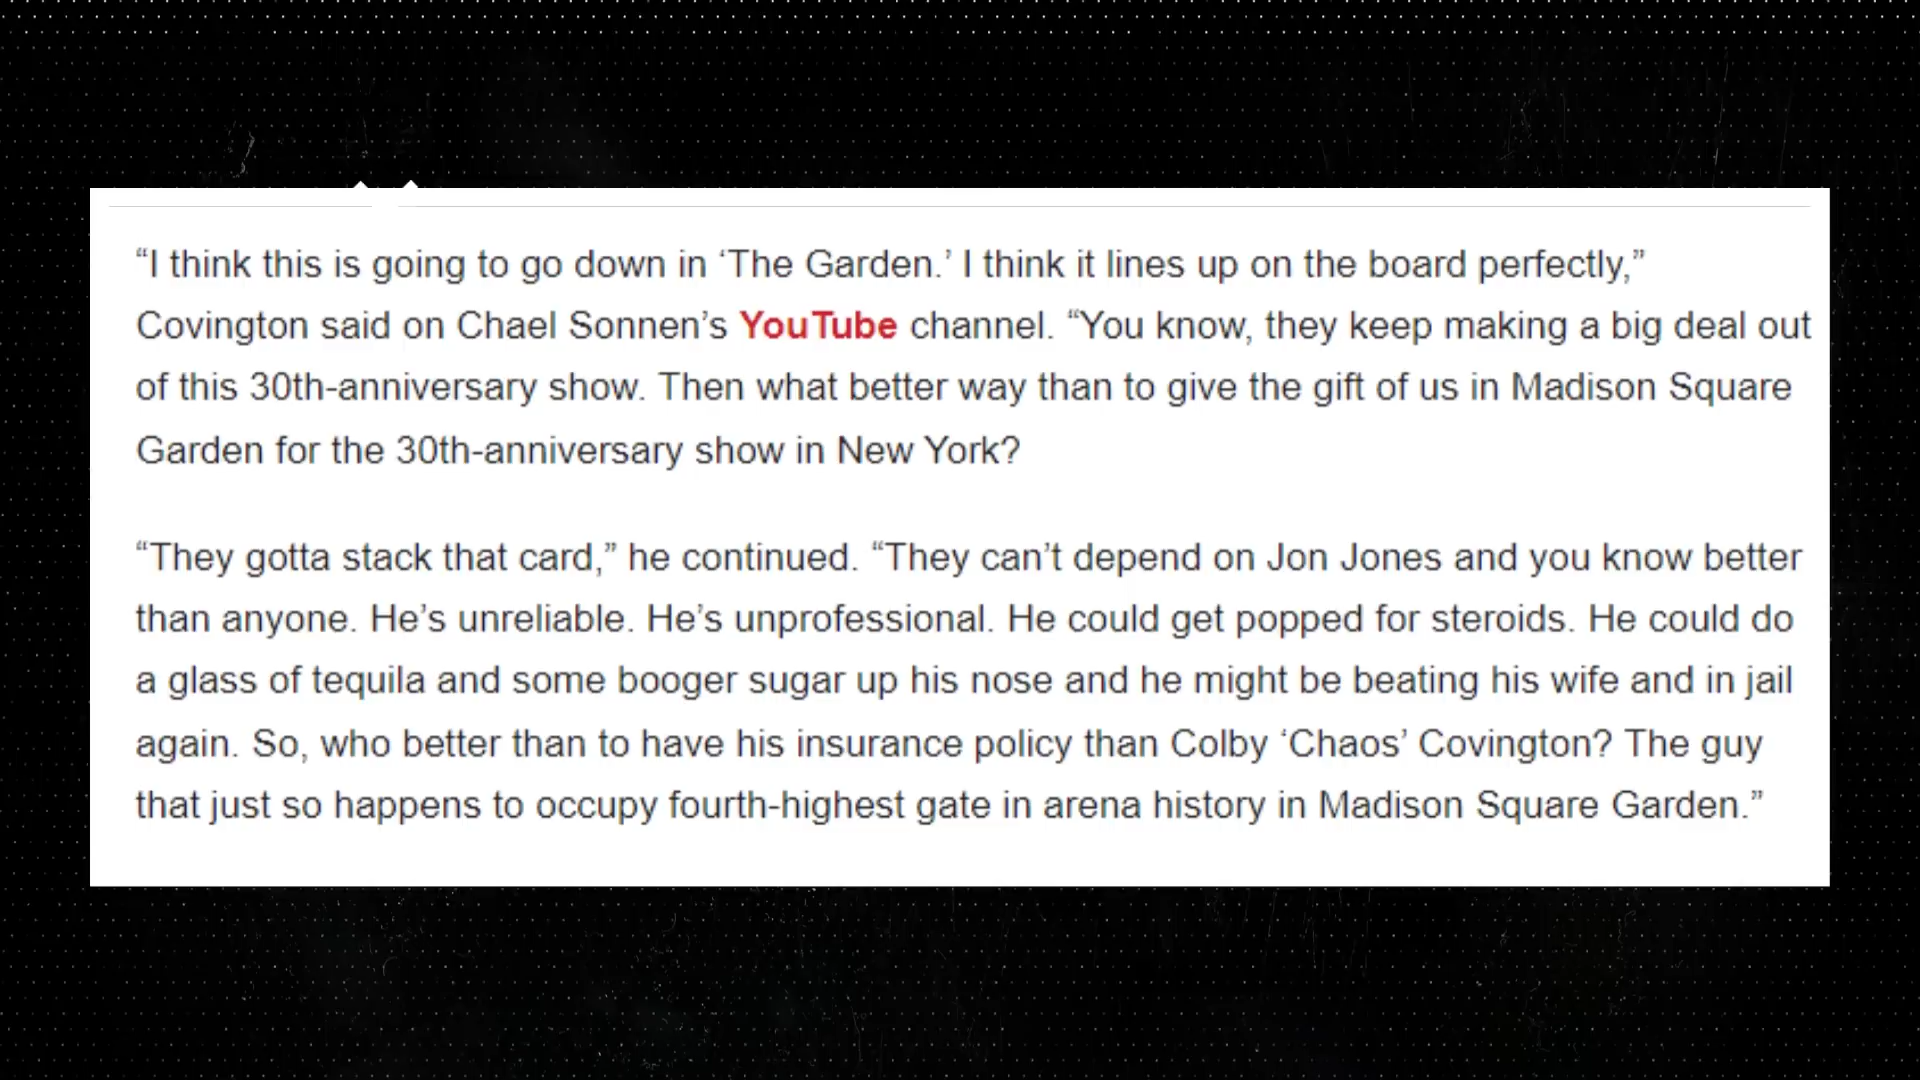 “I think this is going to go down in ‘The Garden.’ I think it lines up on the board perfectly,”
Covington said on Chael Sonnen’s YouTube channel. “You know, they keep making a big deal out
of this 30th-anniversary show. Then what better way than to give the gift of us in Madison Square
Garden for the 30th-anniversary show in New York?
“They gotta stack that card,” he continued. “They can’t depend on Jon Jones and you know better
than anyone. He’s unreliable. He’s unprofessional. He could get popped for steroids. He could do
a glass of tequila and some booger sugar up his nose and he might be beating his wife and in jail
again. So, who better than to have his insurance policy than Colby ‘Chaos’ Covington? The guy
that just so happens to occupy fourth-highest gate in arena history in Madison Square Garden.”